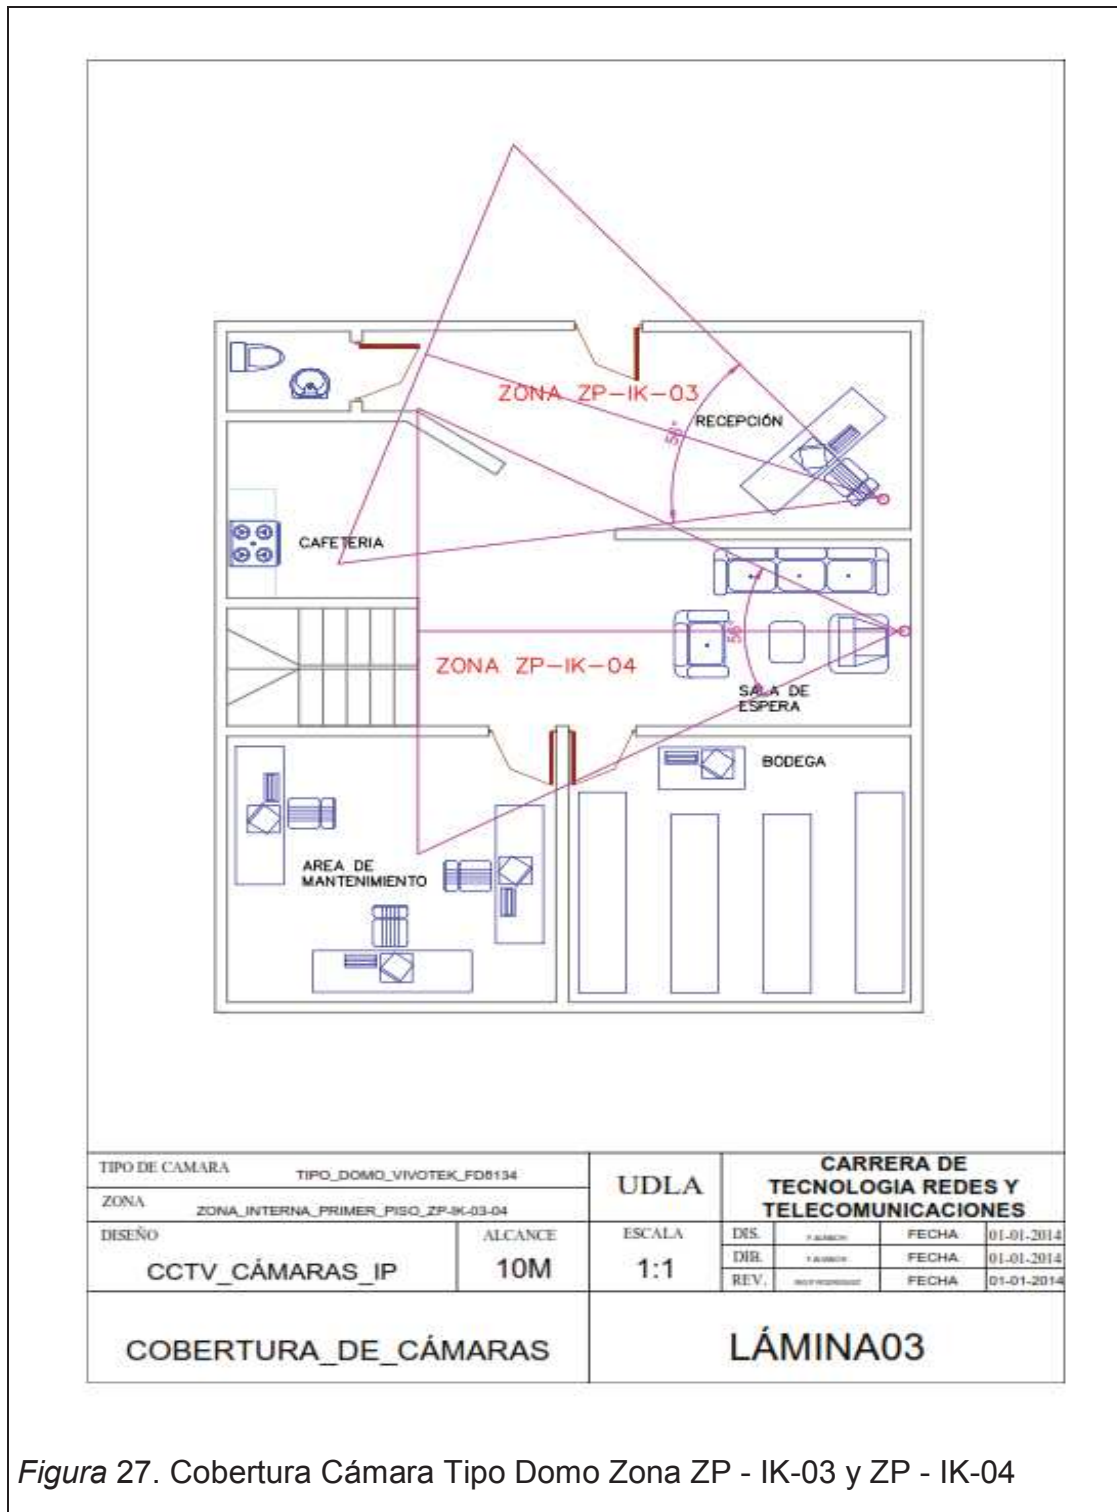 ZONA ZP-IK-03
RECEPCIÓN
56°
CAFETERIA
56°
ZONA ZP-IK-04
SALA DE
ESPERA
BODEGA
AREA DE
MANTENIMIENTO
TIPO DE CAMARA TIPO_DOMO_VIVOTEK_FD8134
ZONA ZONA_INTERNA_PRIMER_PISO_ZP-IK-03-04
DISEÑO
CCTV_CÁMARAS_IP
ALCANCE
10M
UDLA
ESCALA
1:1
CARRERA DE
TECNOLOGIA REDES Y
TELECOMUNICACIONES
DIS. FECHA 01-01-2014
DIB. FECHA 01-01-2014
REV. FECHA 01-01-2014
COBERTURA_DE_CÁMARAS
LÁMINA03
Figura 27. Cobertura Cámara Tipo Domo Zona ZP - IK-03 y ZP - IK-04